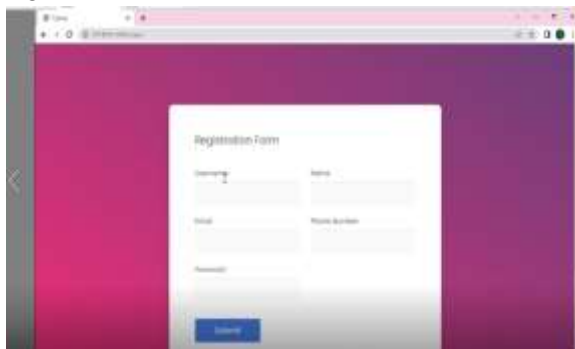 Registration Form
Username Name
Email Phone Number
Password
Submit